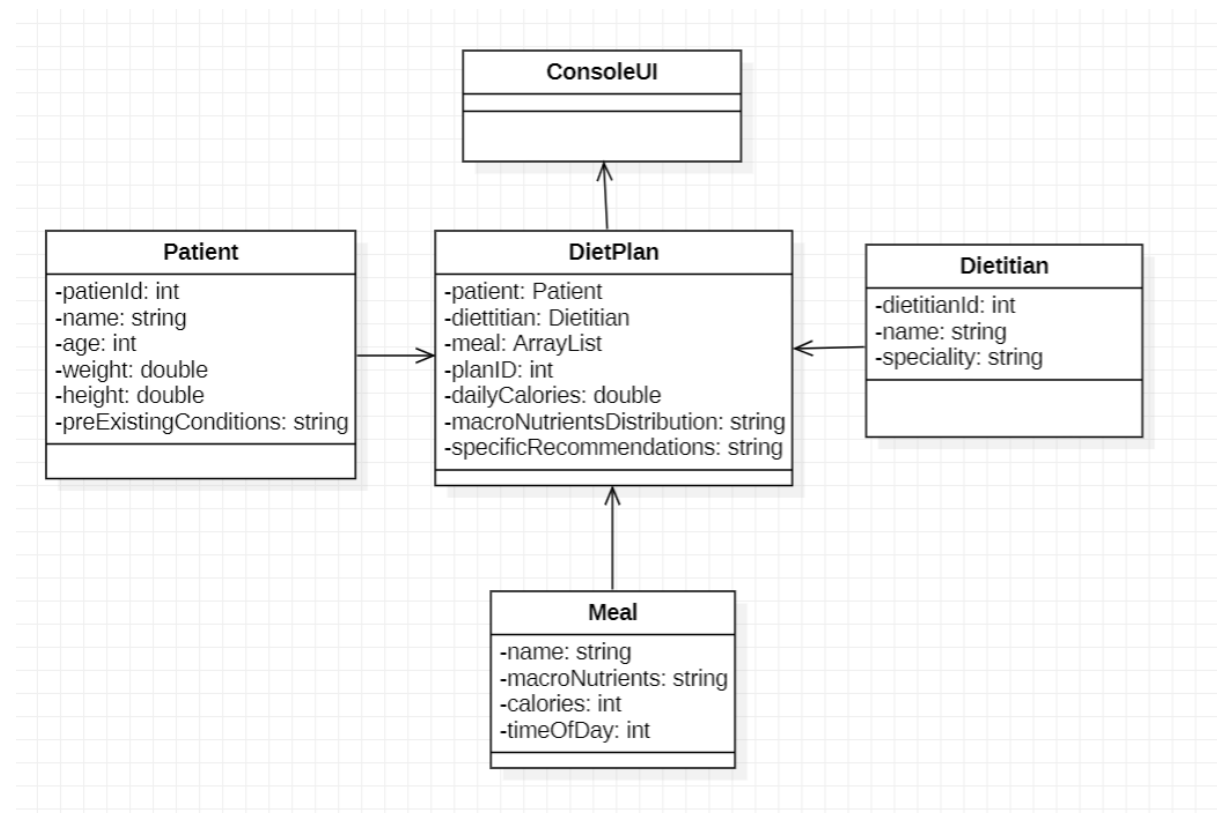 ConsoleUI
Patient
-patienId: int
-name: string
-age: int
-weight: double
-height: double
-preExistingConditions: string
DietPlan
-patient: Patient
-diettitian: Dietitian
-meal: ArrayList
-planID: int
-dailyCalories: double
-macroNutrientsDistribution: string
-specificRecommendations: string
Dietitian
-dietitianId: int
-name: string
-speciality: string
Meal
-name: string
-macroNutrients: string
-calories: int
-timeOfDay: int